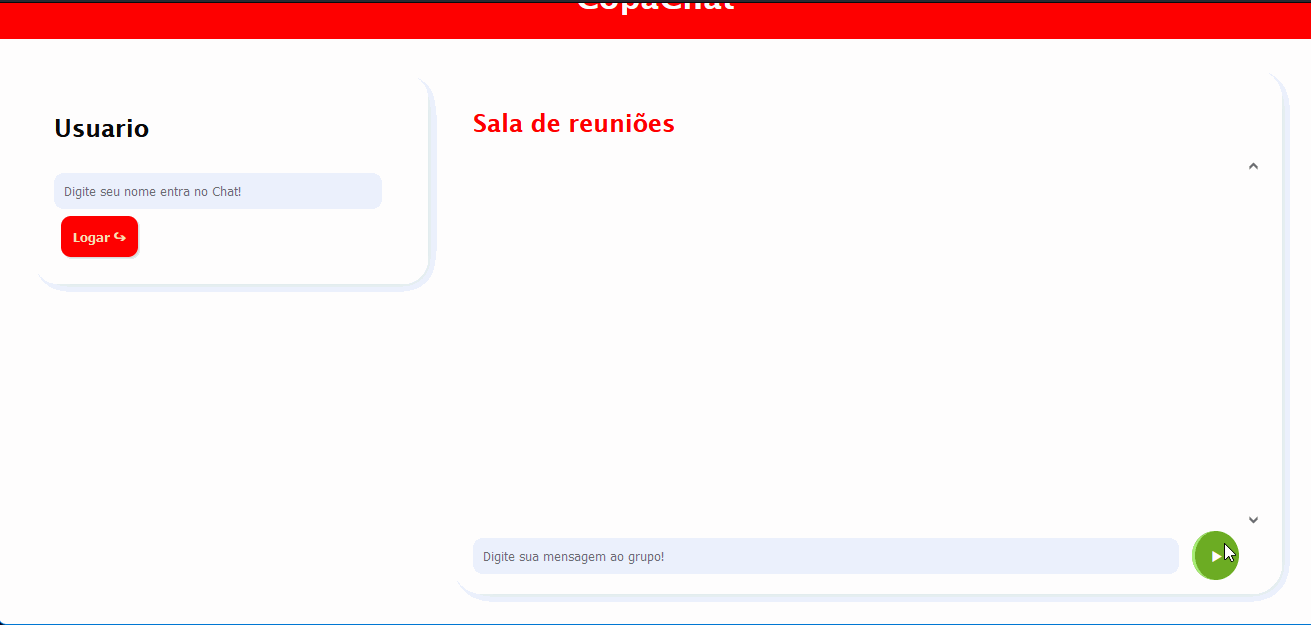 CopaChat
Usuario
Digite seu nome entra no Chat!
Logar ↪
Sala de reuniões
Digite sua mensagem ao grupo!